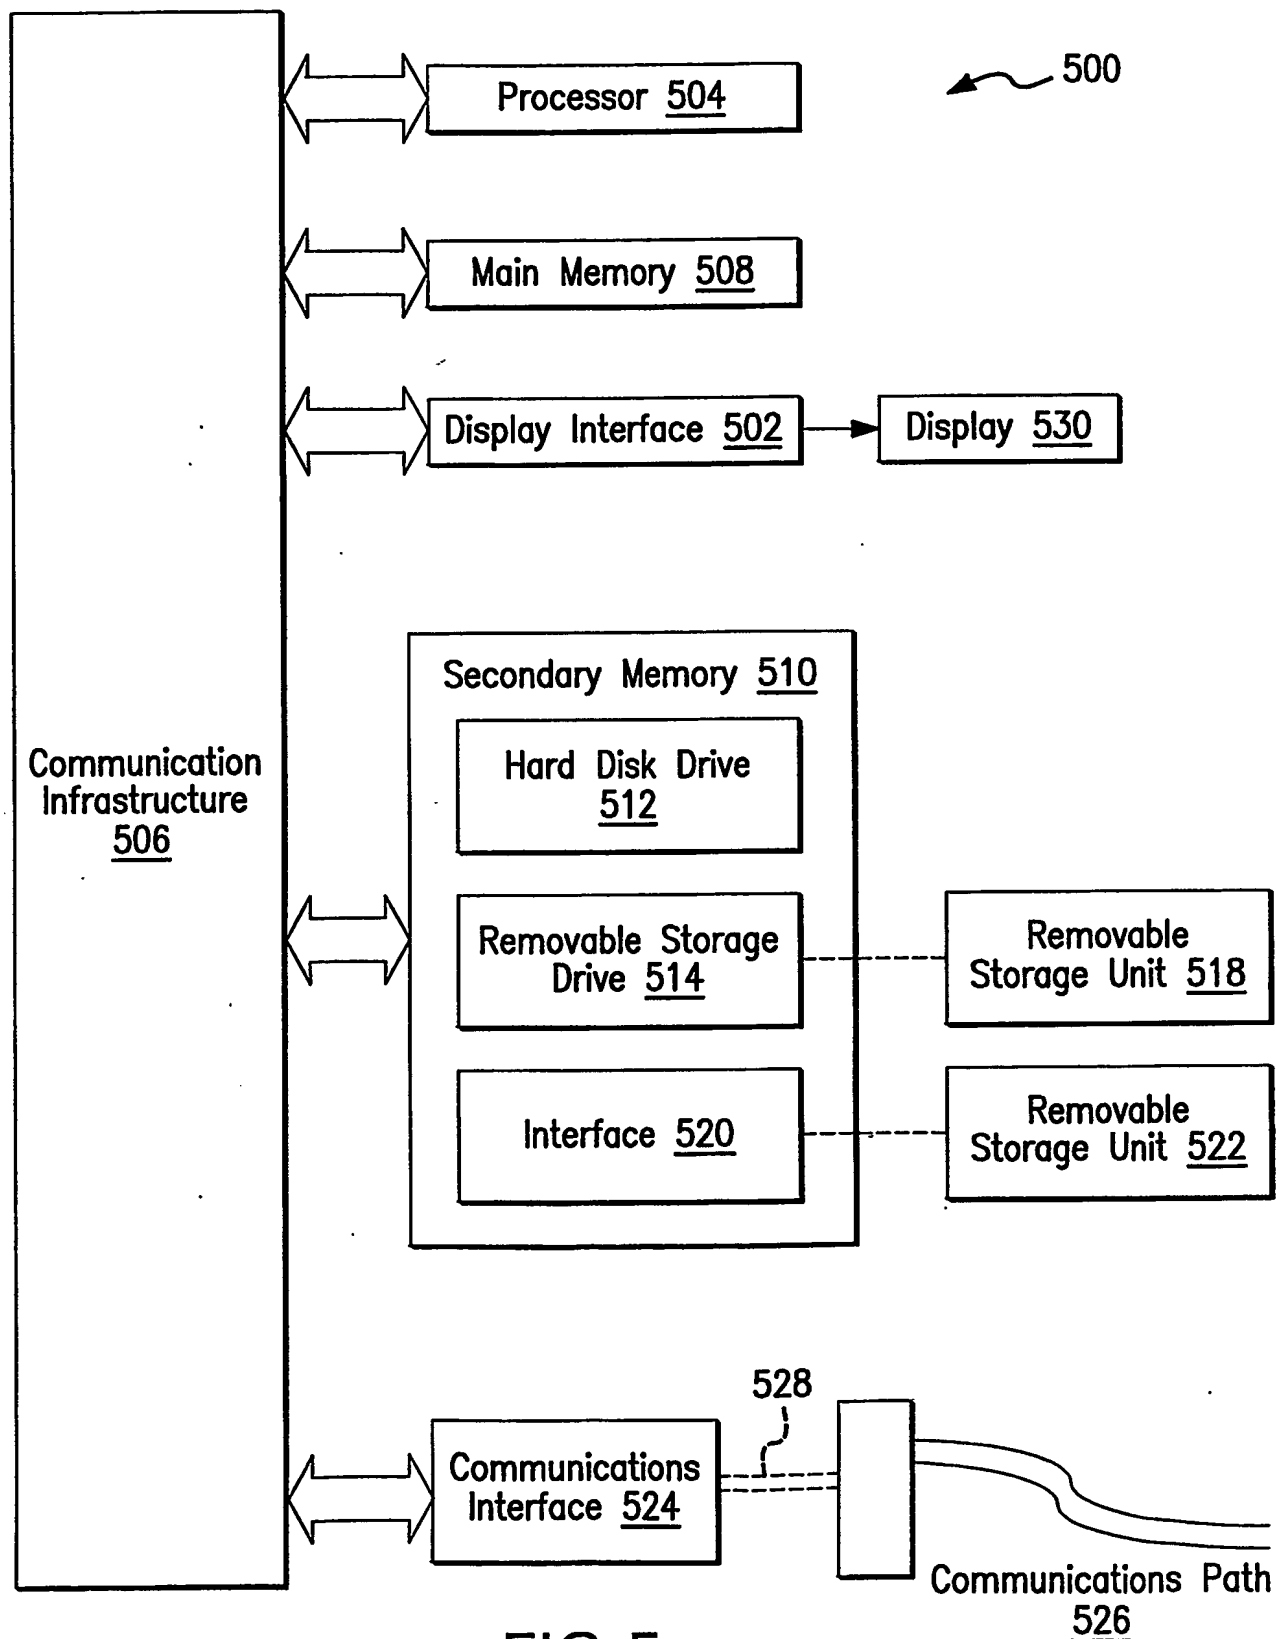 500
Processor 504
Main Memory 508
Display Interface 502
Display 530
Secondary Memory 510
Hard Disk Drive
512
Communication
Infrastructure
506
Removable Storage
Drive 514
Removable
Storage Unit 518
Interface 520
Removable
Storage Unit 522
528
Communications
Interface 524
Communications Path
526